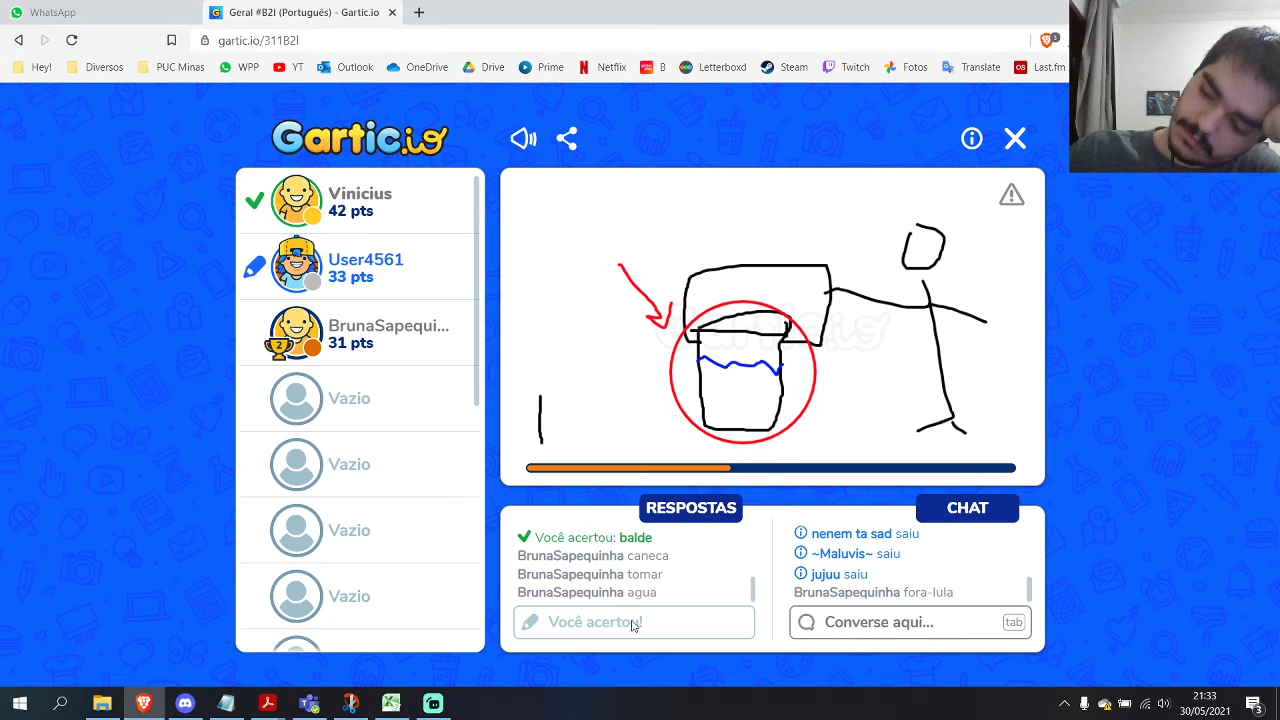 WhatsApp
Geral #B2I (Português) - Gartic.io
gartic.io/311B2I
3
Hey!
Diversos
PUC Minas
WPP
YT
Outlook
OneDrive
Drive
Prime
Netflix
B
Letterboxd
Steam
Twitch
Fotos
Translate
Last.fm
Gartic.io
Vinicius
42 pts
User4561
33 pts
BrunaSapequi...
31 pts
Vazio
Vazio
Vazio
Vazio
RESPOSTAS
Você acertou: balde
BrunaSapequinha caneca
BrunaSapequinha tomar
BrunaSapequinha agua
Você acertou!
CHAT
nenem ta sad saiu
~Maluvis~ saiu
jujuu saiu
BrunaSapequinha fora-lula
Converse aqui...
tab
21:33
30/05/2021
3